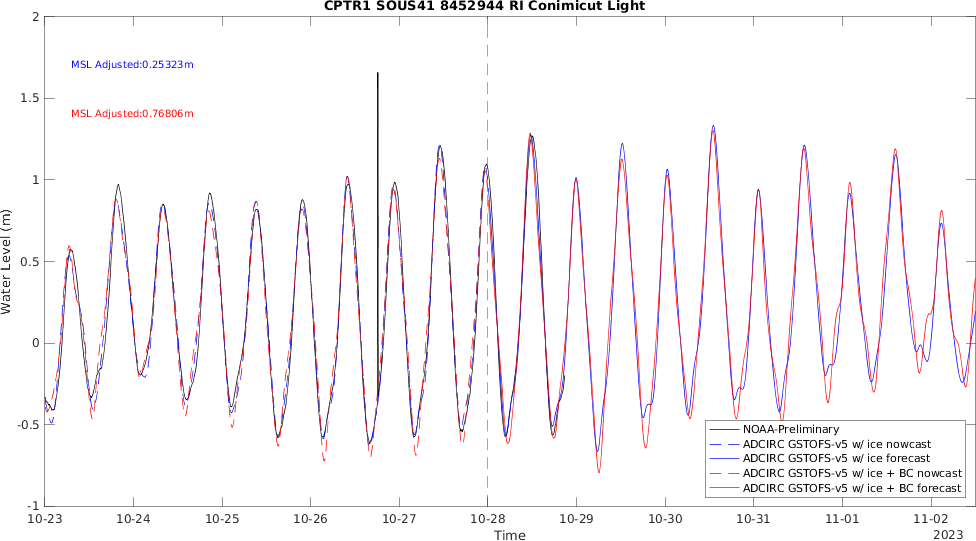 CPTR1 SOUS41 8452944 RI Conimicut Light
2
1.5
1
0.5
0
-0.5
-1
Water Level (m)
MSL Adjusted:0.25323m
MSL Adjusted:0.76806m
NOAA-Preliminary
ADCIRC GSTOFS-v5 w/ ice nowcast
ADCIRC GSTOFS-v5 w/ ice forecast
ADCIRC GSTOFS-v5 w/ ice + BC nowcast
ADCIRC GSTOFS-v5 w/ ice + BC forecast
10-23 10-24 10-25 10-26 10-27 10-28 10-29 10-30 10-31 11-01 11-02
2023
Time